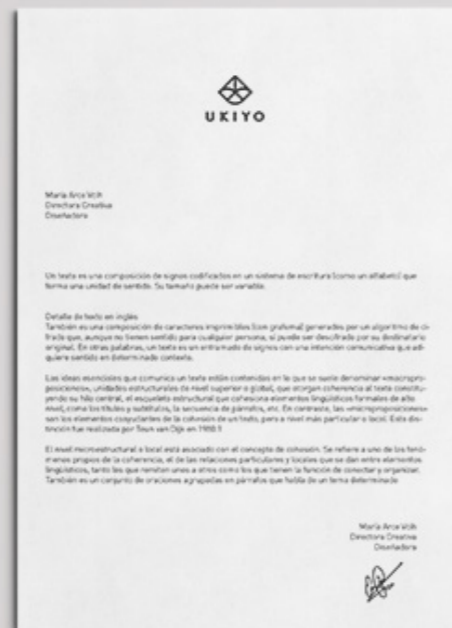 UKIYO
María Arce
Directora Creativa
Diseñadora
Un texto es una composición de signos codificados en un sistema de escritura (como un alfabeto) que
forma una unidad de sentido. Su tamaño puede ser variable.
Detalle de texto en inglés
También es una composición de caracteres imprimibles (con grafema) generados por un algoritmo de ci-
frado que, aunque no tienen sentido para cualquier persona, sí puede ser descifrado por su destinatario
original. En otras palabras, un texto es un entramado de signos con una intención comunicativa que ad-
quiere sentido en determinado contexto.
Las ideas esenciales que comunica un texto están contenidas en lo que se suele denominar «macropro-
posiciones», unidades estructurales de nivel superior o global, que otorgan coherencia al texto constitu-
yendo su hilo central, el esqueleto estructural que cohesiona elementos lingüísticos formales de alto
nivel, como los títulos y subtítulos, la secuencia de párrafos, etc. En contraste, las «microproposiciones»
son los elementos coadyuvantes de la cohesión de un texto, pero a nivel más particular o local. Esta dis-
tinción fue realizada por Teun van Dijk en 1980.1
El nivel microestructural o local está asociado con el concepto de cohesión. Se refiere a uno de los fenó-
menos propios de la coherencia, el de las relaciones particulares y locales que se dan entre elementos
lingüísticos, tanto los que remiten unos a otros como los que tienen la función de conectar y organizar.
También es un conjunto de oraciones agrupadas en párrafos que habla de un tema determinado
María Arce
Directora Creativa
Diseñadora